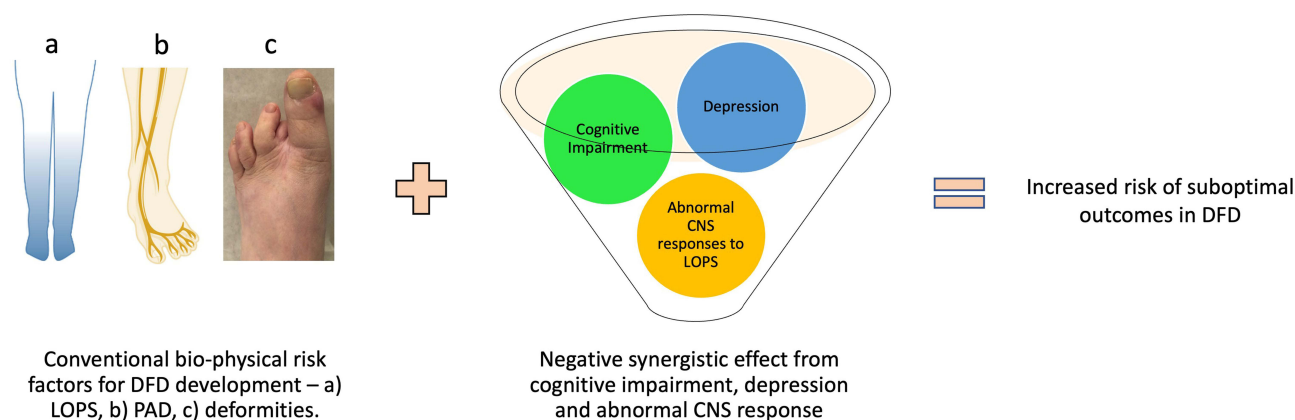 a
b
c
Cognitive
Impairment
Depression
Abnormal
CNS
responses to
LOPS
Increased risk of suboptimal
outcomes in DFD
Conventional bio-physical risk
factors for DFD development – a)
LOPS, b) PAD, c) deformities.
Negative synergistic effect from
cognitive impairment, depression
and abnormal CNS response